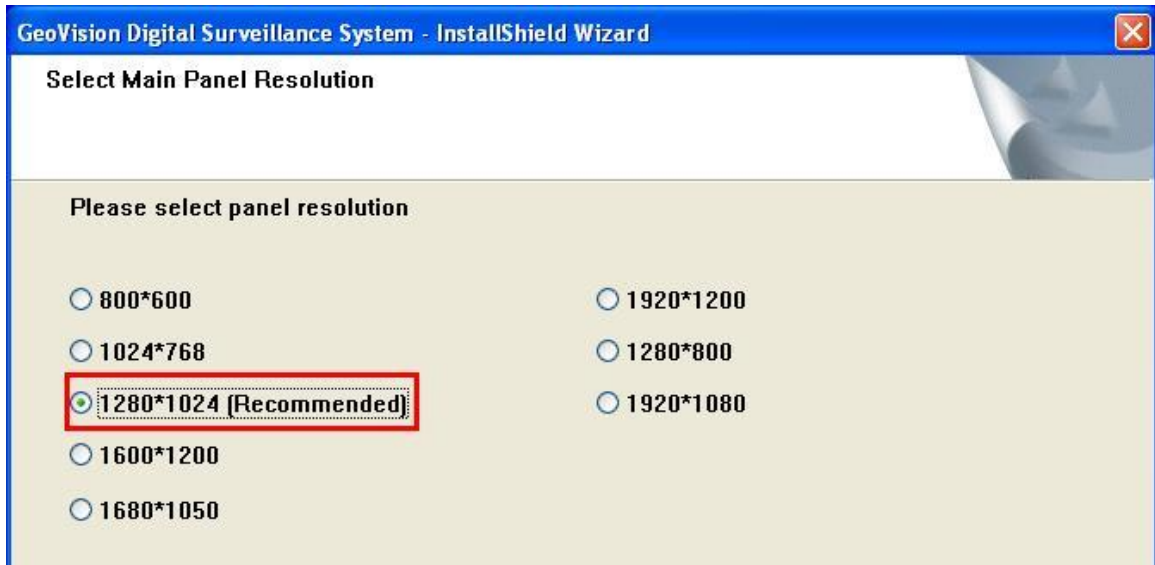 GeoVision Digital Surveillance System - InstallShield Wizard
Select Main Panel Resolution
Please select panel resolution
800*600
1024*768
1280*1024 (Recommended)
1600*1200
1680*1050
1920*1200
1280*800
1920*1080